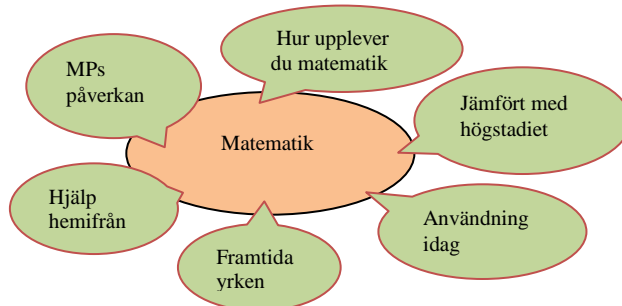 Hur upplever
du matematik
MPs
påverkan
Jämfört med
högstadiet
Matematik
Hjälp
hemifrån
Användning
idag
Framtida
yrken